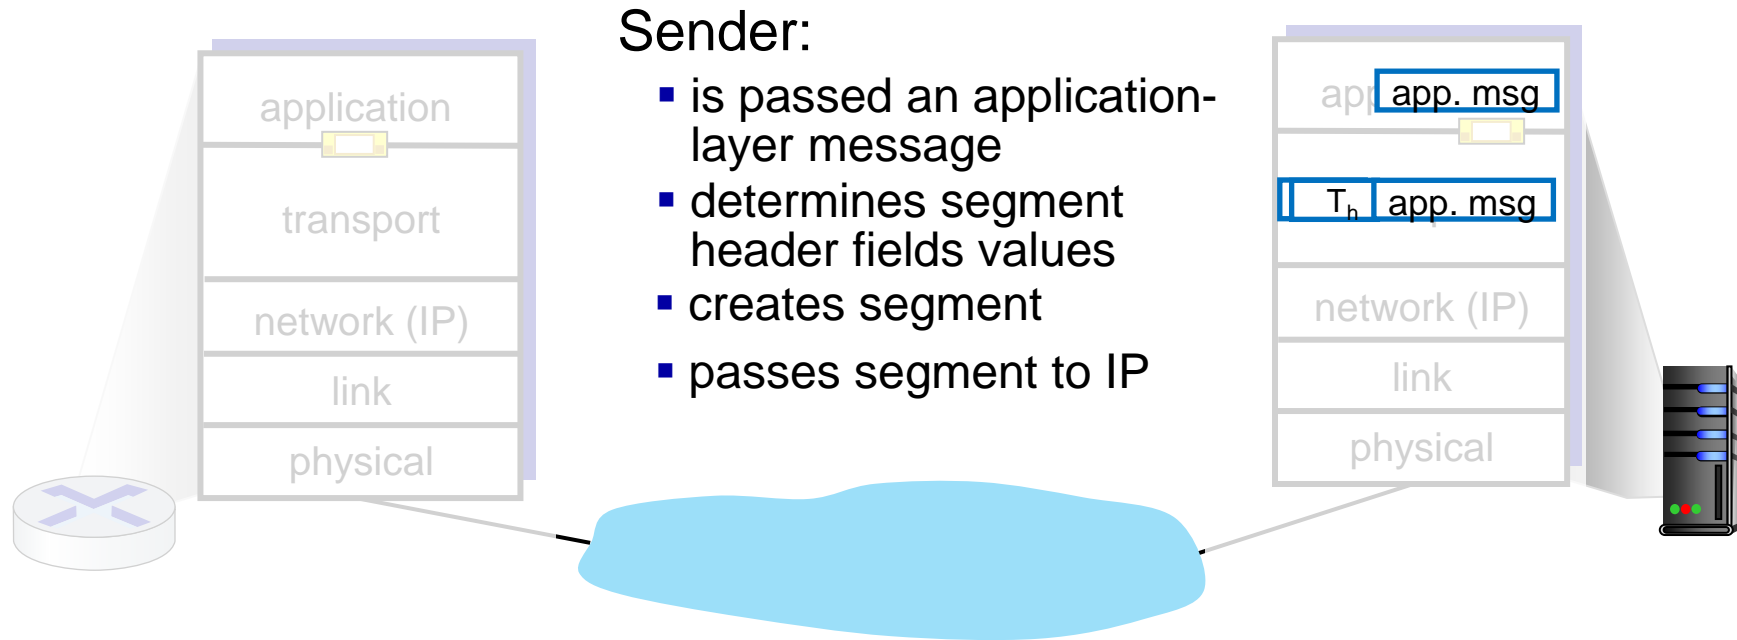 Sender:
is passed an application-
layer message
determines segment
header fields values
creates segment
passes segment to IP
application
transport
network (IP)
link
physical
app. msg
Th app. msg
network (IP)
link
physical